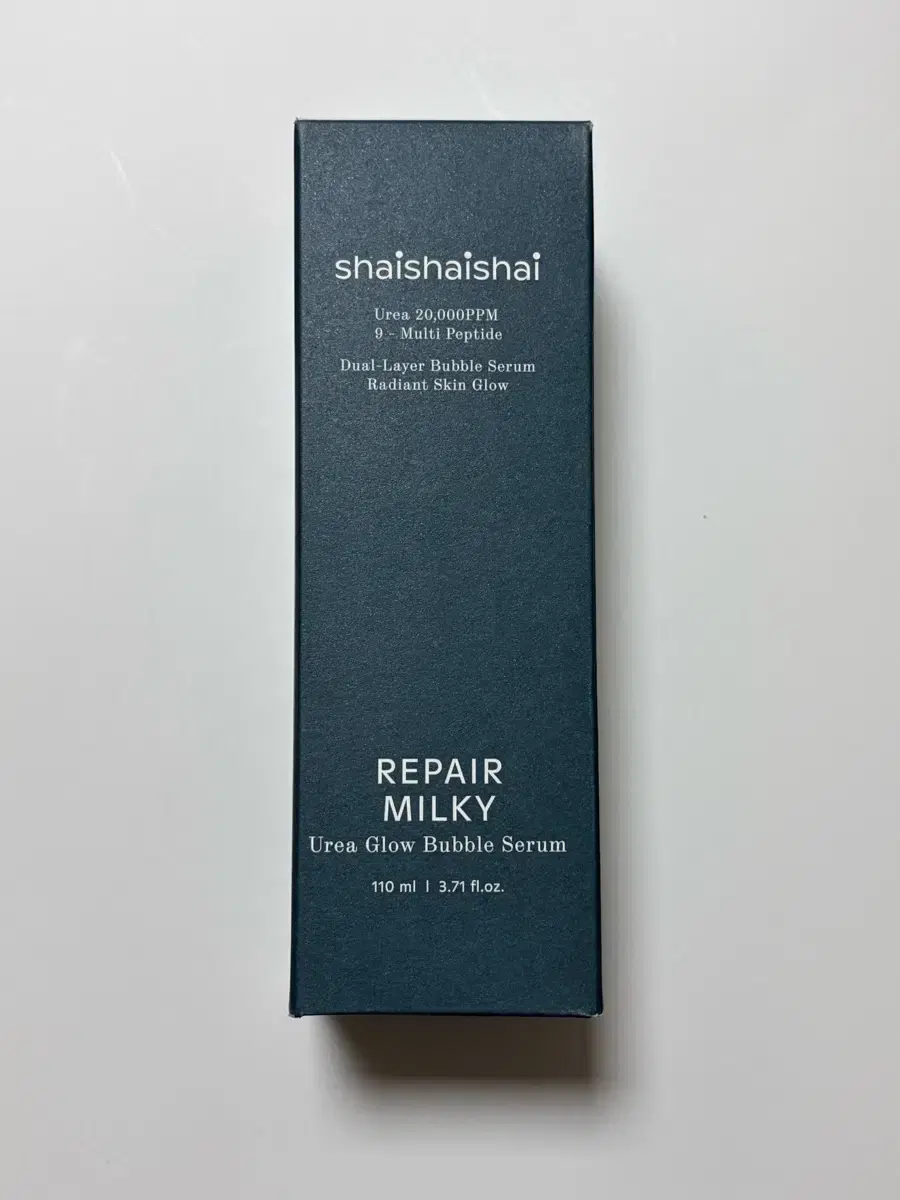 shaishaishai
Urea 20,000PPM
9 - Multi Peptide
Dual-Layer Bubble Serum
Radiant Skin Glow
REPAIR
MILKY
Urea Glow Bubble Serum
110 ml | 3.71 fl.oz.